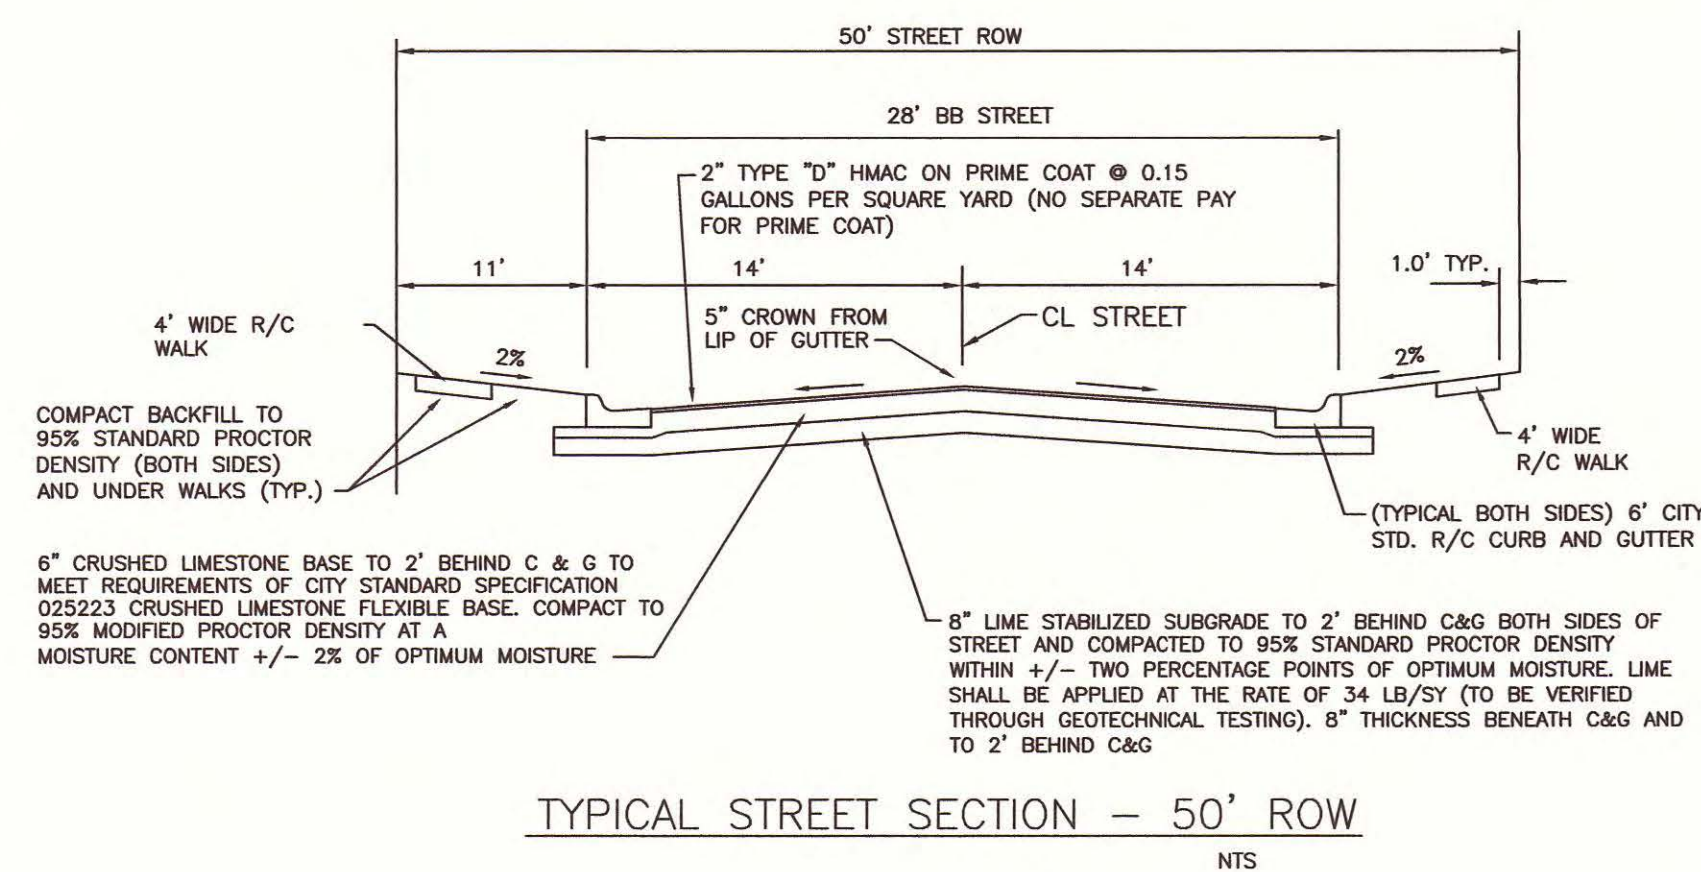 50' STREET ROW
28' BB STREET
2" TYPE "D" HMAC ON PRIME COAT @ 0.15
GALLONS PER SQUARE YARD (NO SEPARATE PAY
FOR PRIME COAT)
11'
14'
14'
1.0' TYP.
4' WIDE R/C
WALK
2%
5" CROWN FROM
LIP OF GUTTER
CL STREET
2%
COMPACT BACKFILL TO
95% STANDARD PROCTOR
DENSITY (BOTH SIDES)
AND UNDER WALKS (TYP.)
4' WIDE
R/C WALK
(TYPICAL BOTH SIDES) 6' CITY
STD. R/C CURB AND GUTTER
6" CRUSHED LIMESTONE BASE TO 2' BEHIND C & G TO
MEET REQUIREMENTS OF CITY STANDARD SPECIFICATION
025223 CRUSHED LIMESTONE FLEXIBLE BASE. COMPACT TO
95% MODIFIED PROCTOR DENSITY AT A
MOISTURE CONTENT +/- 2% OF OPTIMUM MOISTURE
8" LIME STABILIZED SUBGRADE TO 2' BEHIND C&G BOTH SIDES OF
STREET AND COMPACTED TO 95% STANDARD PROCTOR DENSITY
WITHIN +/- TWO PERCENTAGE POINTS OF OPTIMUM MOISTURE. LIME
SHALL BE APPLIED AT THE RATE OF 34 LB/SY (TO BE VERIFIED
THROUGH GEOTECHNICAL TESTING). 8" THICKNESS BENEATH C&G AND
TO 2' BEHIND C&G
TYPICAL STREET SECTION - 50' ROW
NTS